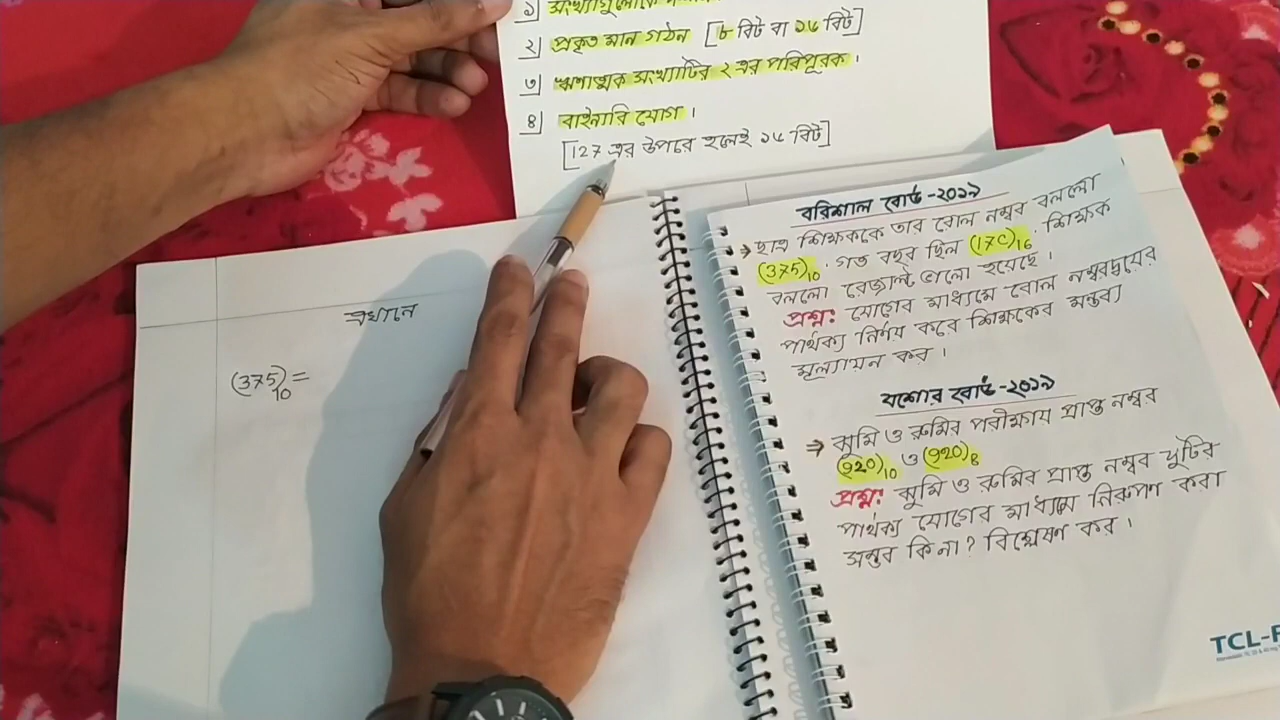 ১] সংখ্যাগুলোকে
২] প্রকৃত মান গঠন [৮ বিট বা ১৬ বিট]
৩] ঋণাত্মক সংখ্যাটির ২ এর পরিপূরক।
৪] বাইনারি যোগ।
[127 এর উপরে হলেই ১৬ বিট]
এখানে
(375)10 =
বরিশাল বোর্ড -২০১৯
→ ছাত্র শিক্ষককে তার রোল নম্বর বললো
(375)10. গত বছর ছিল (17C)16. শিক্ষক
বললো রেজাল্ট ভালো হয়েছে।
প্রশ্ন: যোগের মাধ্যমে রোল নম্বরদ্বয়ের
পার্থক্য নির্ণয় করে শিক্ষকের মন্তব্য
মূল্যায়ন কর।
যশোর বোর্ড -২০১৯
⇒ ঝুমি ও রুমির পরীক্ষায় প্রাপ্ত নম্বর
(920)10 ও (920)8
প্রশ্ন: ঝুমি ও রুমির প্রাপ্ত নম্বর দুটির
পার্থক্য যোগের মাধ্যমে নিরূপণ করা
সম্ভব কি না? বিশ্লেষণ কর।